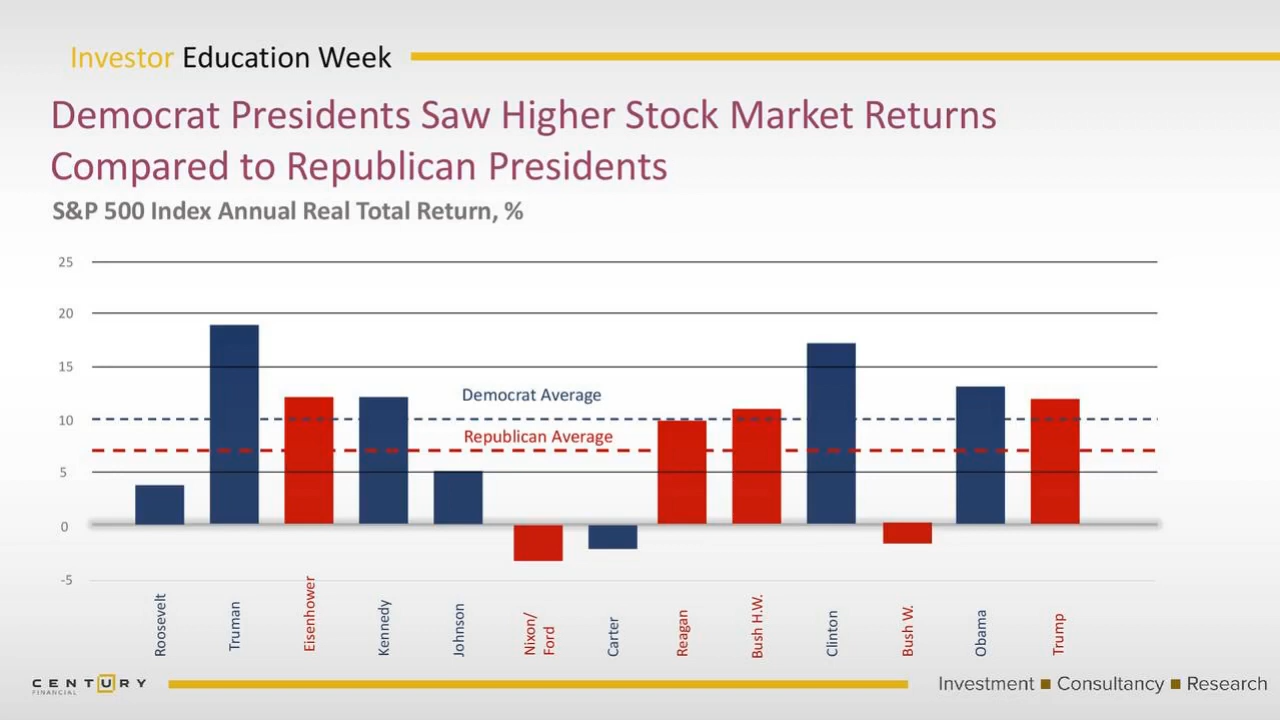 Investor Education Week
Democrat Presidents Saw Higher Stock Market Returns
Compared to Republican Presidents
S&P 500 Index Annual Real Total Return, %
25
20
15
10
5
0
-5
Democrat Average
Republican Average
Roosevelt
Truman
Eisenhower
Kennedy
Johnson
Nixon/
Ford
Carter
Reagan
Bush H.W.
Clinton
Bush W.
Obama
Trump
CENTURY
FINANCIAL
Investment ■ Consultancy ■ Research